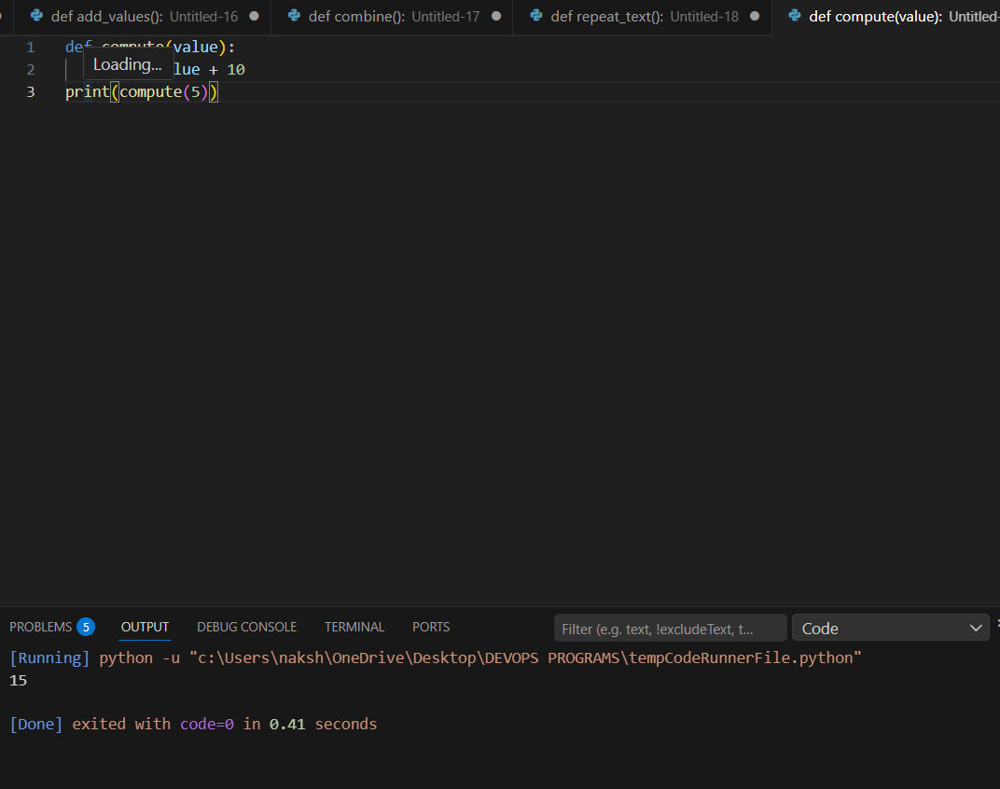 def add_values(): Untitled-16
def combine(): Untitled-17
def repeat_text(): Untitled-18
def compute(value): Untitled-
1 def compute(value):
Loading...
2 lue + 10
3 print(compute(5))
PROBLEMS 5 OUTPUT DEBUG CONSOLE TERMINAL PORTS Filter (e.g. text, !excludeText, t... Code
[Running] python -u "c:\Users\naksh\OneDrive\Desktop\DEVOPS PROGRAMS\tempCodeRunnerFile.python"
15
[Done] exited with code=0 in 0.41 seconds